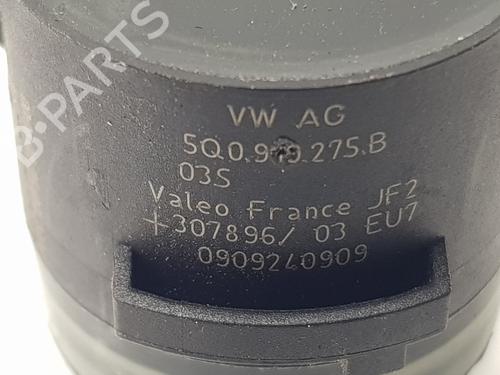 VW AG
5Q0.919.275.B
03S
Valeo France JF2
+307896/ 03 EU7
0909240909
B-PARTS